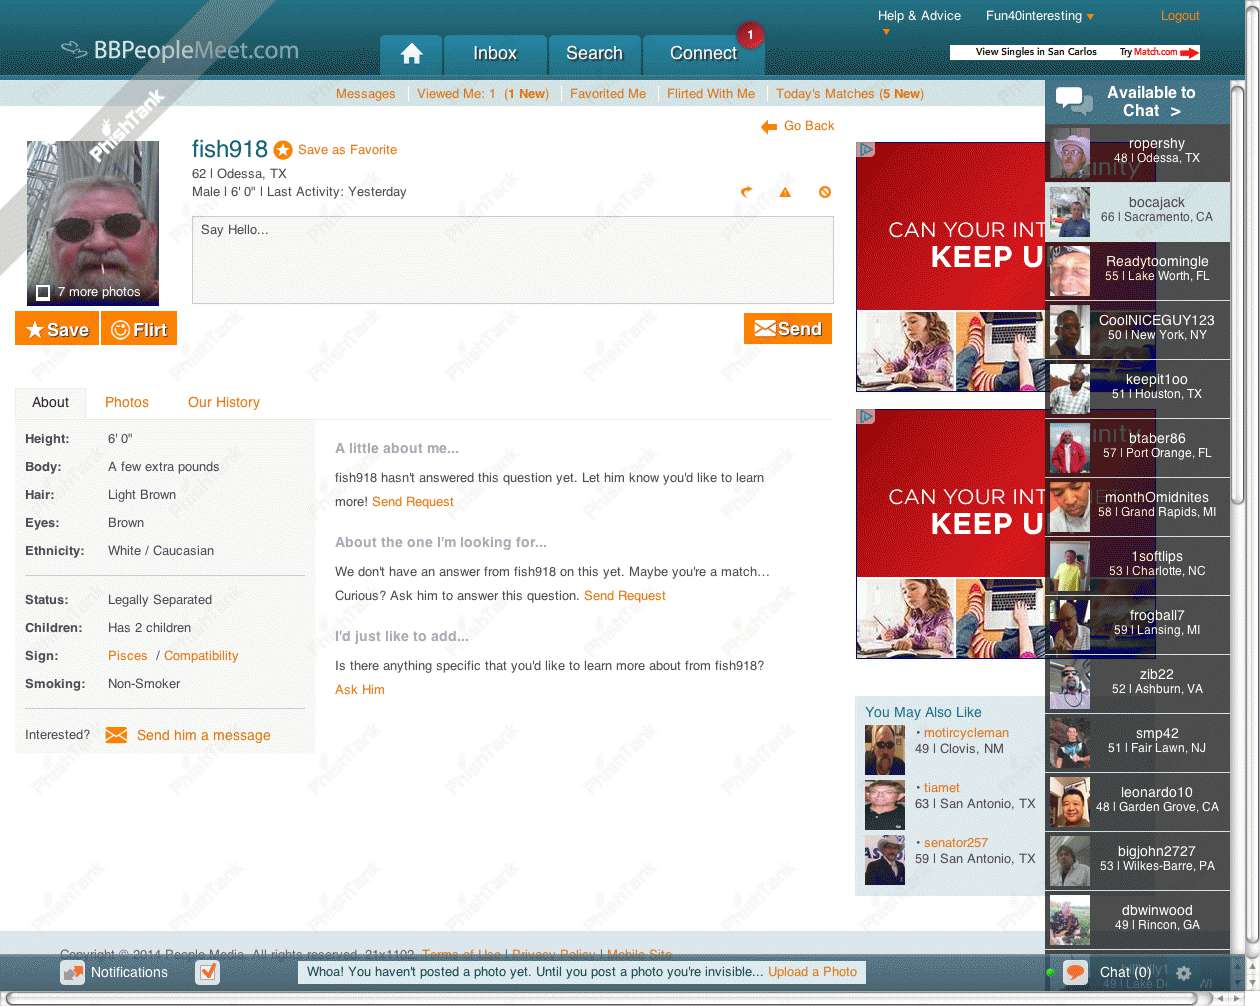 Help & Advice
Fun40interesting
Logout
BBPeopleMeet.com
Inbox
Search
Connect
1
View Singles in San Carlos
Try Match.com
Messages
Viewed Me: 1 (1 New)
Favorited Me
Flirted With Me
Today's Matches (5 New)
PhishTank
Go Back
fish918
Save as Favorite
62 | Odessa, TX
Male | 6' 0" | Last Activity: Yesterday
Say Hello...
7 more photos
Save
Flirt
Send
About
Photos
Our History
Height: 6' 0"
Body: A few extra pounds
Hair: Light Brown
Eyes: Brown
Ethnicity: White / Caucasian
Status: Legally Separated
Children: Has 2 children
Sign: Pisces / Compatibility
Smoking: Non-Smoker
Interested? Send him a message
A little about me...
fish918 hasn't answered this question yet. Let him know you'd like to learn
more! Send Request
About the one I'm looking for...
We don't have an answer from fish918 on this yet. Maybe you're a match...
Curious? Ask him to answer this question. Send Request
I'd just like to add...
Is there anything specific that you'd like to learn more about from fish918?
Ask Him
CAN YOUR INT
KEEP U
CAN YOUR INT
KEEP U
You May Also Like
• motircycleman
49 | Clovis, NM
• tiamet
63 | San Antonio, TX
• senator257
59 | San Antonio, TX
Available to
Chat >
ropershy
48 | Odessa, TX
bocajack
66 | Sacramento, CA
Readytoomingle
55 | Lake Worth, FL
CoolNICEGUY123
50 | New York, NY
keepit1oo
51 | Houston, TX
btaber86
57 | Port Orange, FL
monthOmidnites
58 | Grand Rapids, MI
1softlips
53 | Charlotte, NC
frogball7
59 | Lansing, MI
zib22
52 | Ashburn, VA
smp42
51 | Fair Lawn, NJ
leonardo10
48 | Garden Grove, CA
bigjohn2727
53 | Wilkes-Barre, PA
dbwinwood
49 | Rincon, GA
Copyright © 2014 People Media. All rights reserved. 21x1102. Terms of Use | Privacy Policy | Mobile Site
Notifications
Whoa! You haven't posted a photo yet. Until you post a photo you're invisible... Upload a Photo
Chat (0)